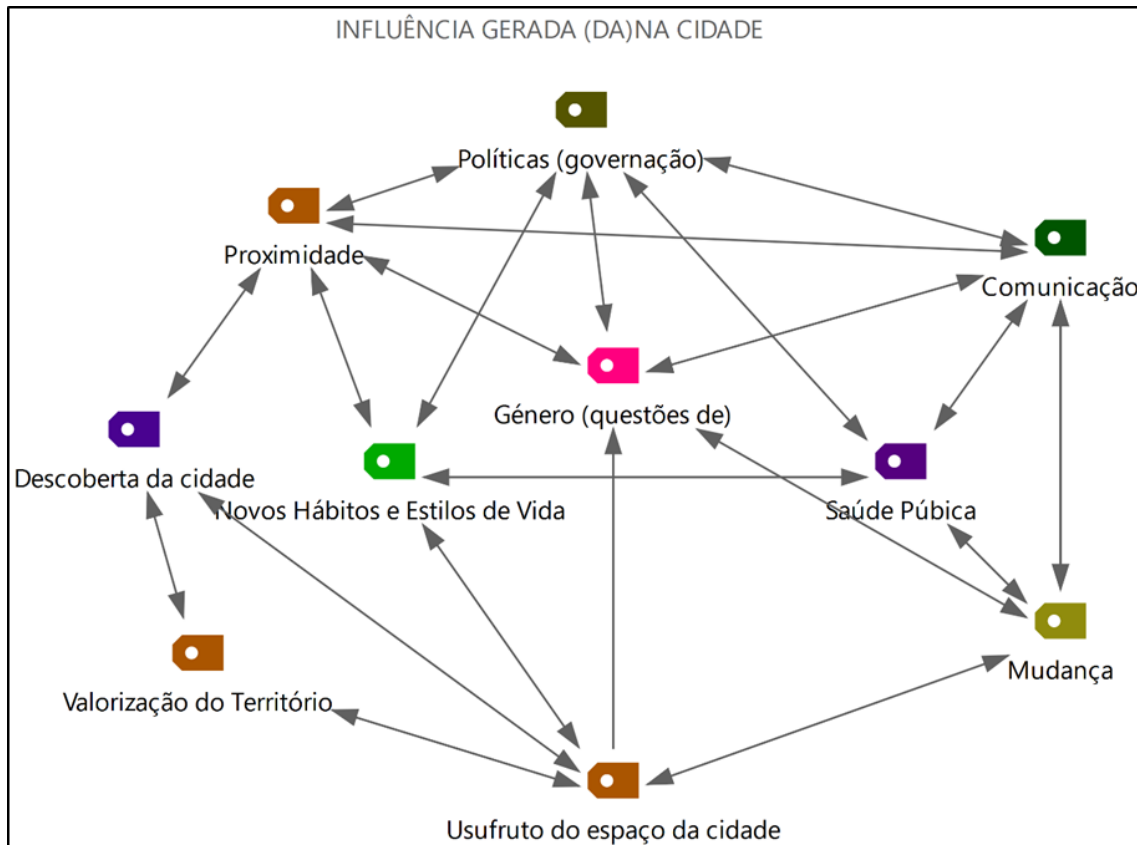 INFLUÊNCIA GERADA (DA)NA CIDADE
Políticas (governação)
Proximidade
Comunicação
Género (questões de)
Descoberta da cidade
Novos Hábitos e Estilos de Vida
Saúde Púbica
Valorização do Território
Mudança
Usufruto do espaço da cidade